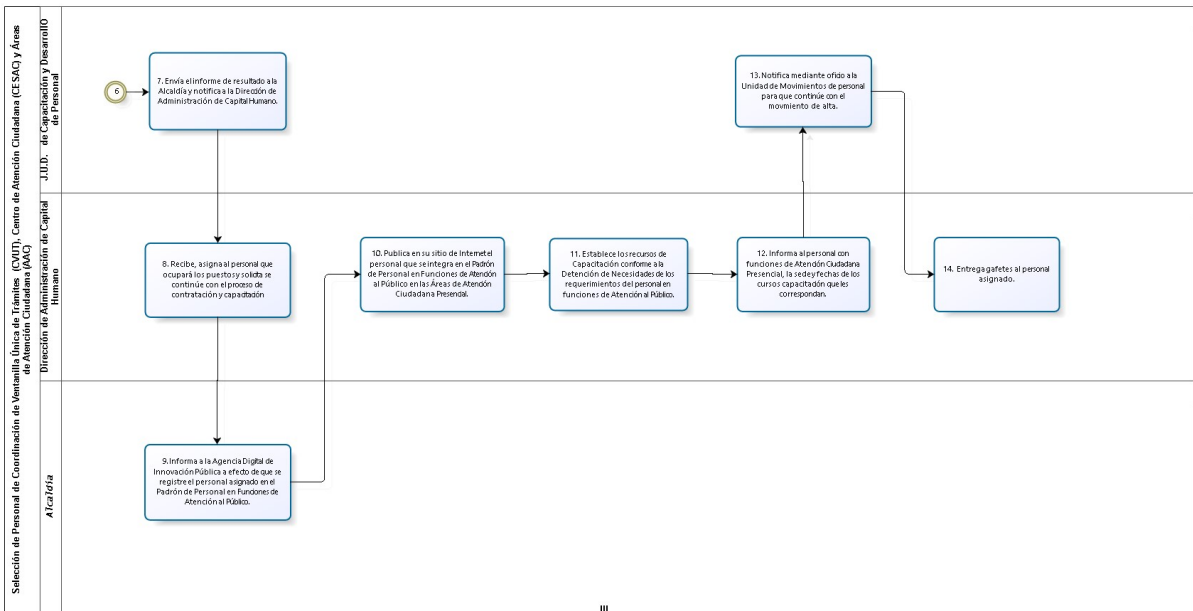 Selección de Personal de Coordinación de Ventanilla Única de Trámites (CVUT), Centro de Atención Ciudadana (CESAC) y Áreas
de Atención Ciudadana (AAC)
J.U.D. de Capacitación y Desarrollo
de Personal
6
7. Envía el informe de resultado a la
Alcaldía y notifica a la Dirección de
Administración de Capital Humano.
13. Notifica mediante oficio a la
Unidad de Movimientos de personal
para que continúe con el
movmiento de alta.
Dirección de Administración de Capital
Humano
8. Recibe, asigna al personal que
ocupará los puestos y solicita se
continúe con el proceso de
contratación y capacitación
10. Publica en su sitio de Internet el
personal que se integra en el Padrón
de Personal en Funciones de Atención
al Público en las Áreas de Atención
Ciudadana Presencial.
11. Establece los recursos de
Capacitación conforme a la
Detención de Necesidades de los
requerimientos del personal en
funciones de Atención al Público.
12. Informa al personal con
funciones de Atención Ciudadana
Presencial, la sede y fechas de los
cursos capacitación que les
correspondan.
14. Entrega gafetes al personal
asignado.
Alcaldía
9. Informa a la Agencia Digital de
Innovación Pública a efecto de que se
registre el personal asignado en el
Padrón de Personal en Funciones de
Atención al Público.